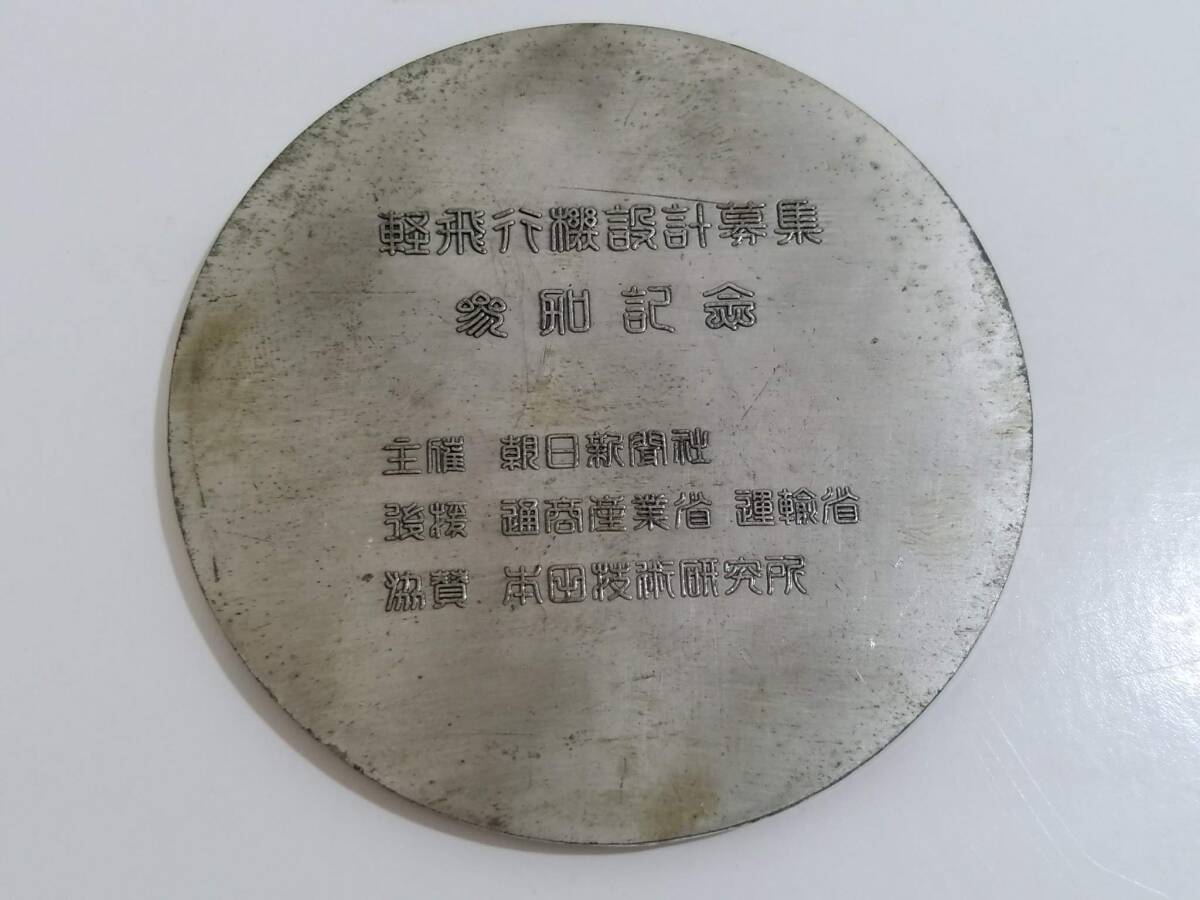 軽飛行機設計募集
参加記念
主催 朝日新聞社
後援 通商産業省 運輸省
協賛 本田技術研究所